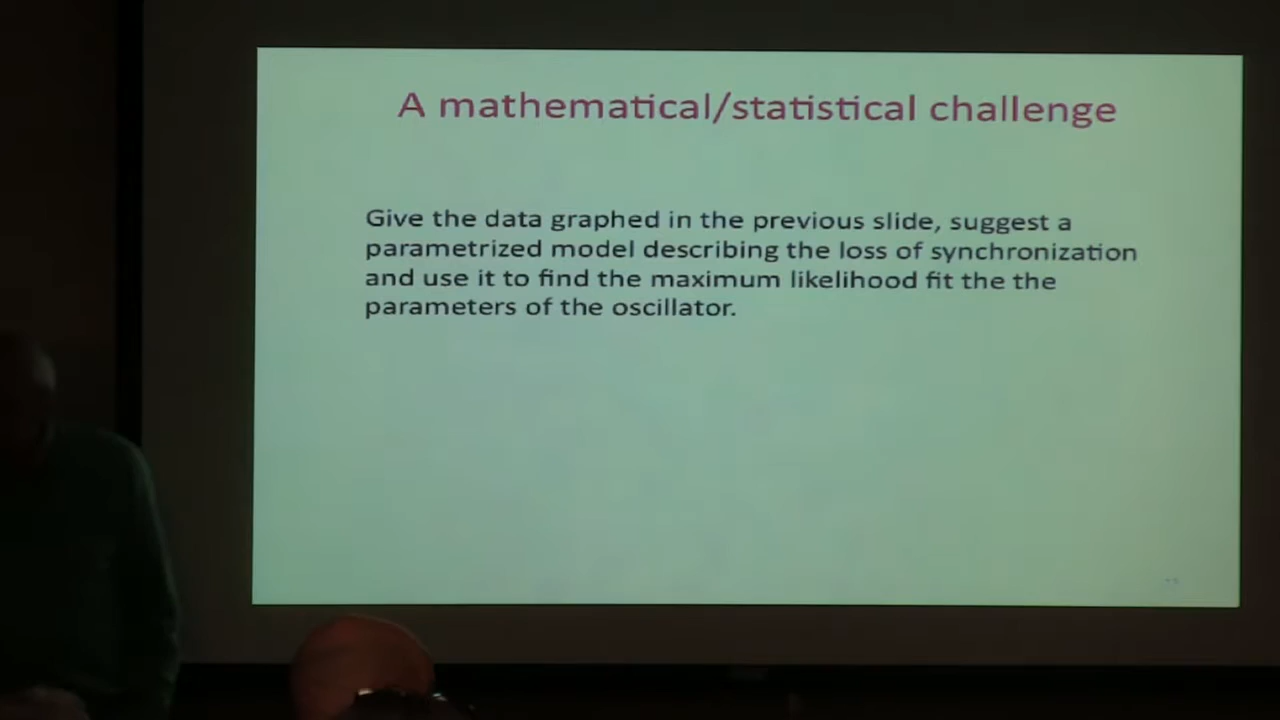 A mathematical/statistical challenge
Give the data graphed in the previous slide, suggest a
parametrized model describing the loss of synchronization
and use it to find the maximum likelihood fit the the
parameters of the oscillator.